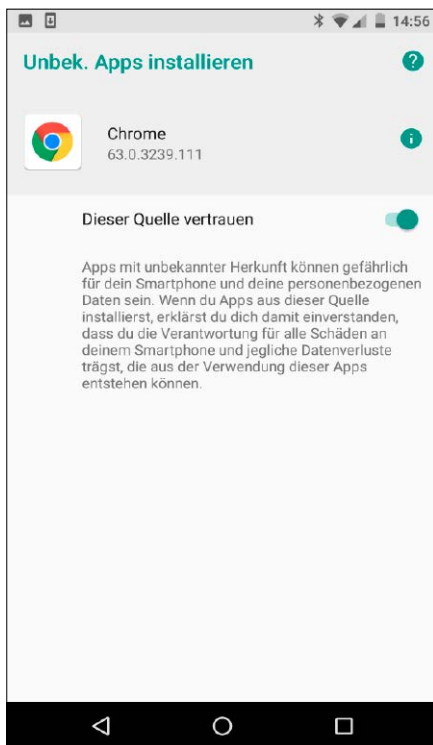 14:56
Unbek. Apps installieren
Chrome
63.0.3239.111
Dieser Quelle vertrauen
Apps mit unbekannter Herkunft können gefährlich
für dein Smartphone und deine personenbezogenen
Daten sein. Wenn du Apps aus dieser Quelle
installierst, erklärst du dich damit einverstanden,
dass du die Verantwortung für alle Schäden an
deinem Smartphone und jegliche Datenverluste
trägst, die aus der Verwendung dieser Apps
entstehen können.